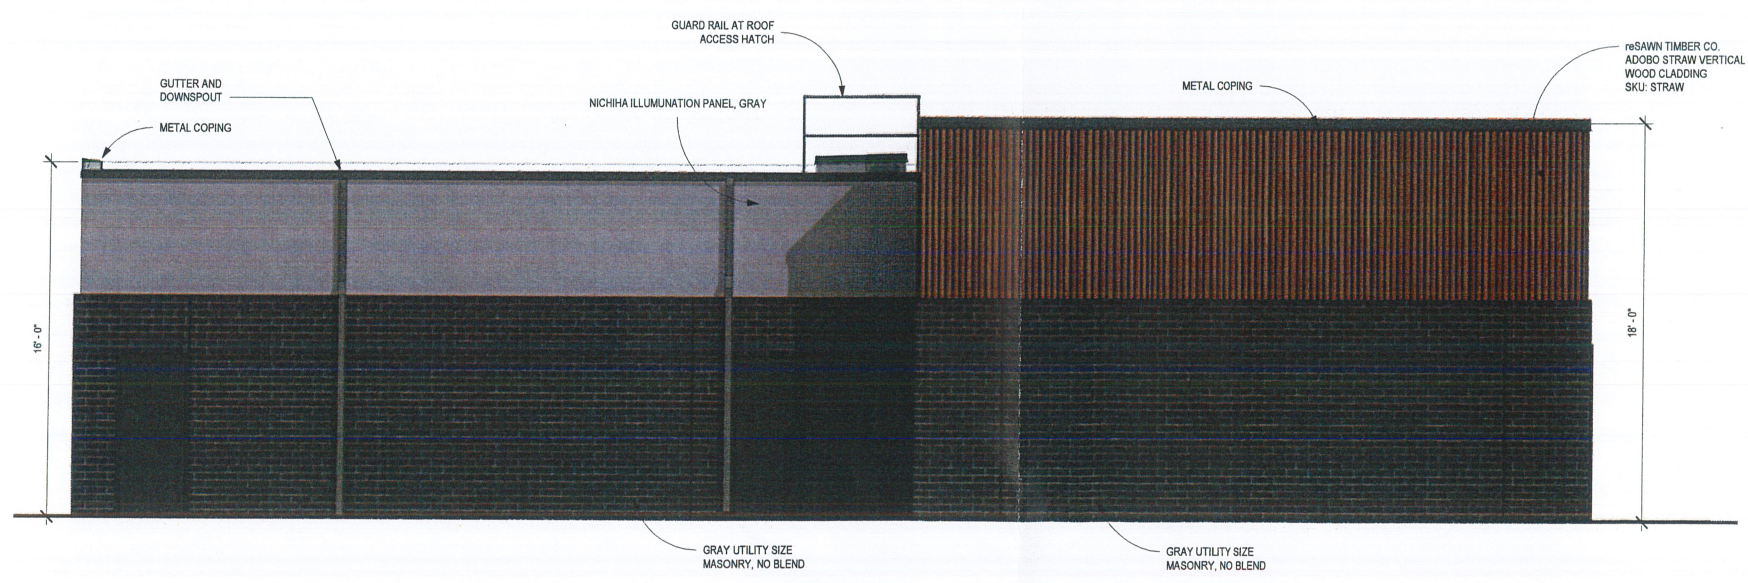 GUARD RAIL AT ROOF
ACCESS HATCH
reSAWN TIMBER CO.
ADOBO STRAW VERTICAL
WOOD CLADDING
SKU: STRAW
GUTTER AND
DOWNSPOUT
METAL COPING
NICHIHA ILLUMUNATION PANEL, GRAY
METAL COPING
16' - 0"
18' - 0"
GRAY UTILITY SIZE
MASONRY, NO BLEND
GRAY UTILITY SIZE
MASONRY, NO BLEND